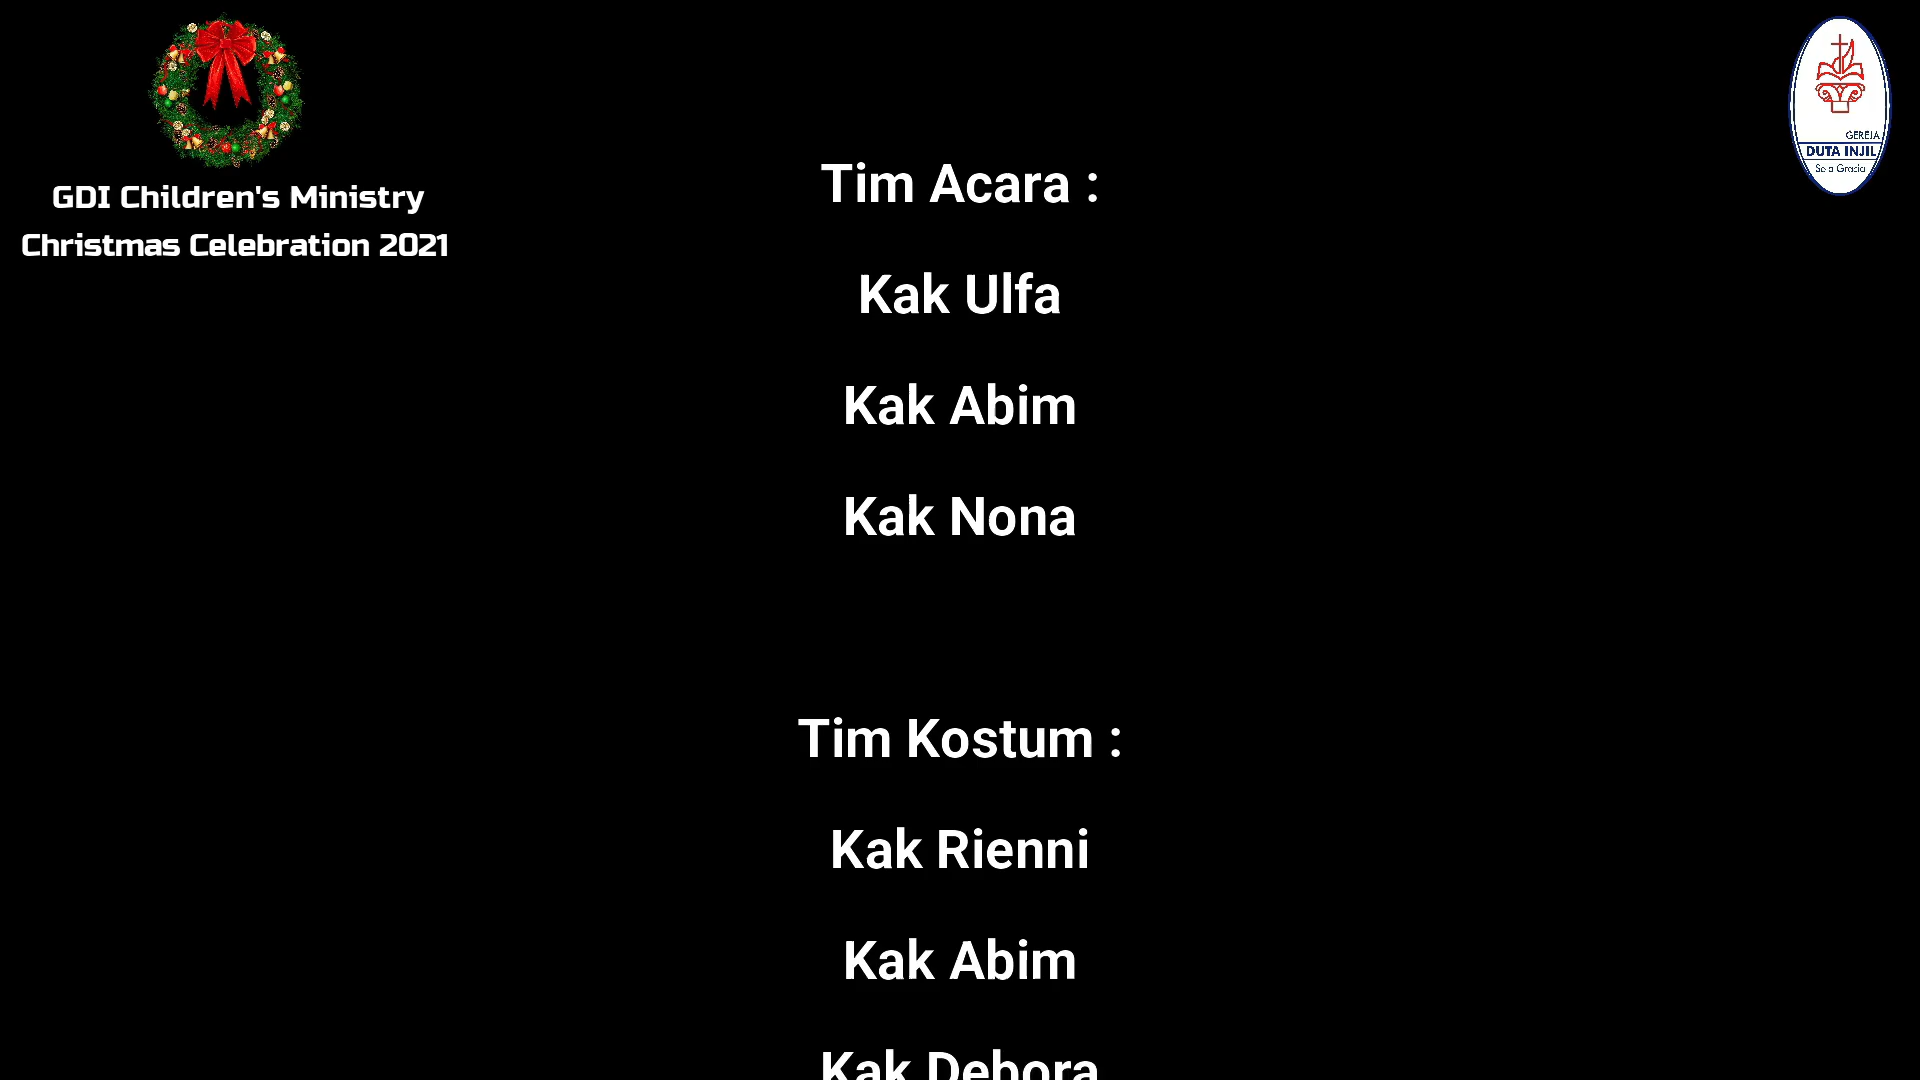 GDI Children's Ministry
Christmas Celebration 2021
GEREJA
DUTA INJIL
Tim Acara :
Kak Ulfa
Kak Abim
Kak Nona
Tim Kostum :
Kak Rienni
Kak Abim
Kak Debora